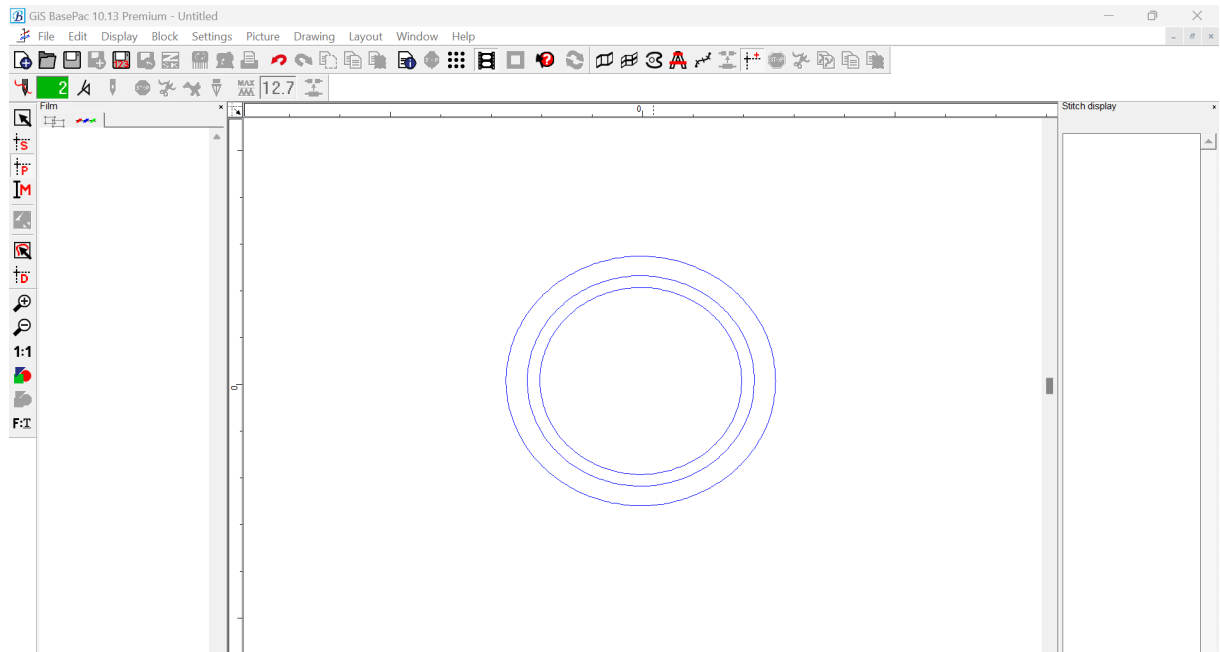 GiS BasePac 10.13 Premium - Untitled
File Edit Display Block Settings Picture Drawing Layout Window Help
2 MAX 12.7
Film
Stitch display
0
S
P
M
D
1:1
0
F:T